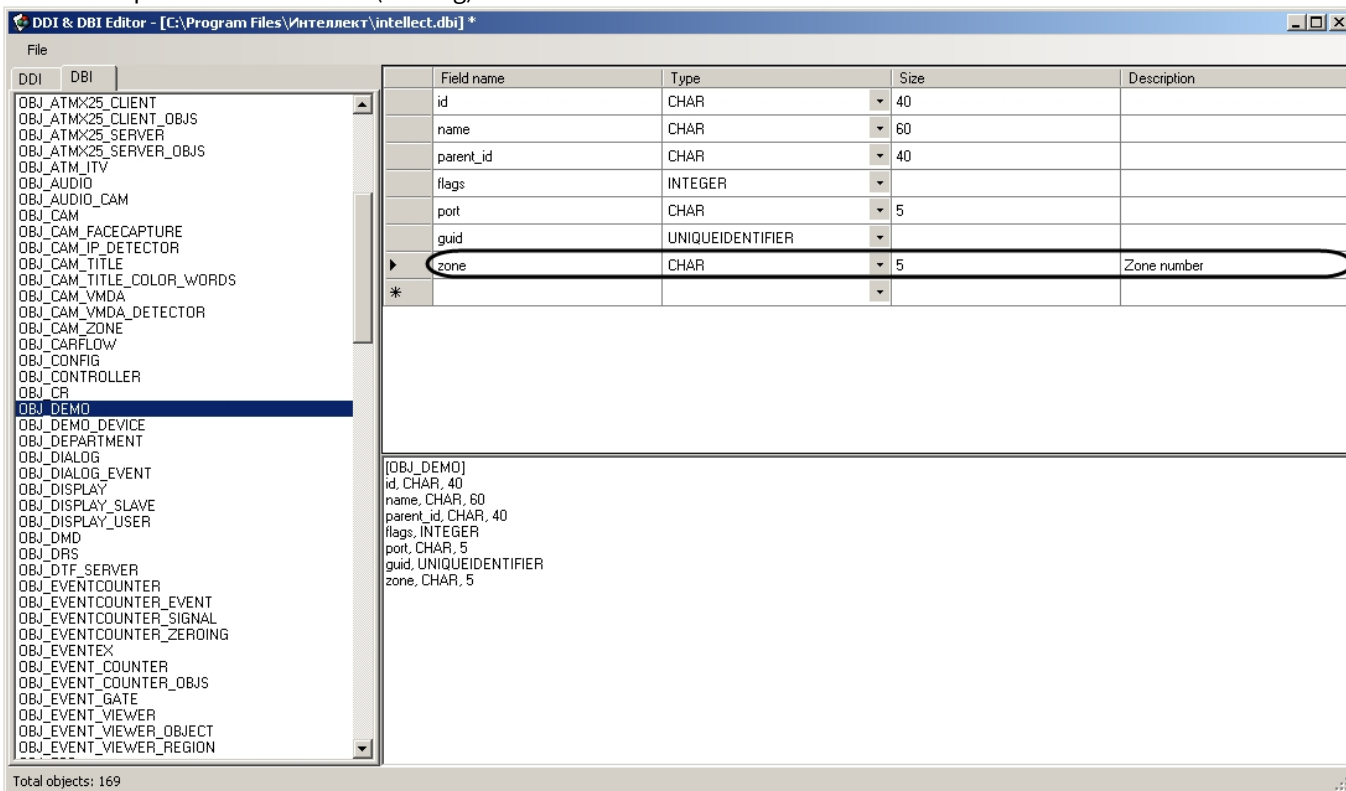 DDI & DBI Editor - [C:\Program Files\Интеллект\intellect.dbi] *
File
DDI DBI
OBJ_ATMX25_CLIENT
OBJ_ATMX25_CLIENT_OBJS
OBJ_ATMX25_SERVER
OBJ_ATMX25_SERVER_OBJS
OBJ_ATM_ITV
OBJ_AUDIO
OBJ_AUDIO_CAM
OBJ_CAM
OBJ_CAM_FACECAPTURE
OBJ_CAM_IP_DETECTOR
OBJ_CAM_TITLE
OBJ_CAM_TITLE_COLOR_WORDS
OBJ_CAM_VMDA
OBJ_CAM_VMDA_DETECTOR
OBJ_CAM_ZONE
OBJ_CARFLOW
OBJ_CONFIG
OBJ_CONTROLLER
OBJ_CR
OBJ_DEMO
OBJ_DEMO_DEVICE
OBJ_DEPARTMENT
OBJ_DIALOG
OBJ_DIALOG_EVENT
OBJ_DISPLAY
OBJ_DISPLAY_SLAVE
OBJ_DISPLAY_USER
OBJ_DMD
OBJ_DRS
OBJ_DTF_SERVER
OBJ_EVENTCOUNTER
OBJ_EVENTCOUNTER_EVENT
OBJ_EVENTCOUNTER_SIGNAL
OBJ_EVENTCOUNTER_ZEROING
OBJ_EVENTEX
OBJ_EVENT_COUNTER
OBJ_EVENT_COUNTER_OBJS
OBJ_EVENT_GATE
OBJ_EVENT_VIEWER
OBJ_EVENT_VIEWER_OBJECT
OBJ_EVENT_VIEWER_REGION
Field name Type Size Description
id CHAR 40
name CHAR 60
parent_id CHAR 40
flags INTEGER
port CHAR 5
guid UNIQUEIDENTIFIER
zone CHAR 5 Zone number
[OBJ_DEMO]
id, CHAR, 40
name, CHAR, 60
parent_id, CHAR, 40
flags, INTEGER
port, CHAR, 5
guid, UNIQUEIDENTIFIER
zone, CHAR, 5
Total objects: 169